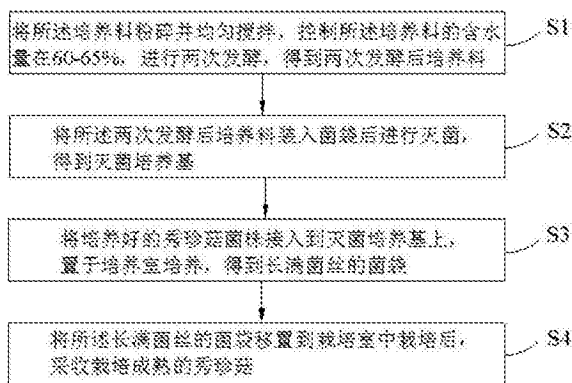 将所述培养料粉碎并均匀搅拌，控制所述培养料的含水
S1
量在60-65%，进行两次发酵，得到两次发酵后培养料
将所述两次发酵后培养料装入菌袋后进行灭菌，
S2
得到灭菌培养基
将培养好的秀珍菇菌株接入到灭菌培养基上，
S3
置于培养室培养，得到长满菌丝的菌袋
将所述长满菌丝的菌袋移置到栽培室中栽培后，
S4
采收栽培成熟的秀珍菇